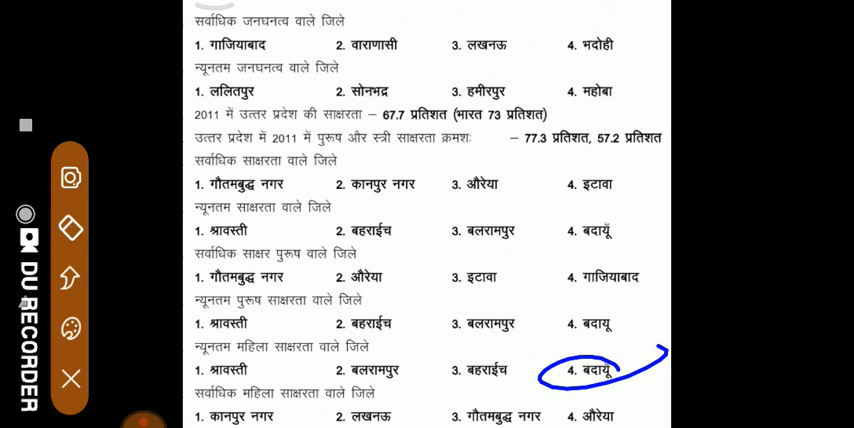 सर्वाधिक जनघनत्व वाले जिले
1. गाजियाबाद 2. वाराणासी 3. लखनऊ 4. भदोही
न्यूनतम जनघनत्व वाले जिले
1. ललितपुर 2. सोनभद्र 3. हमीरपुर 4. महोबा
2011 में उत्तर प्रदेश की साक्षरता – 67.7 प्रतिशत (भारत 73 प्रतिशत)
उत्तर प्रदेश में 2011 में पुरूष और स्त्री साक्षरता क्रमशः – 77.3 प्रतिशत, 57.2 प्रतिशत
सर्वाधिक साक्षरता वाले जिले
1. गौतमबुद्ध नगर 2. कानपुर नगर 3. औरेया 4. इटावा
न्यूनतम साक्षरता वाले जिले
1. श्रावस्ती 2. बहराईच 3. बलरामपुर 4. बदायूँ
सर्वाधिक साक्षर पुरूष वाले जिले
1. गौतमबुद्ध नगर 2. औरेया 3. इटावा 4. गाजियाबाद
न्यूनतम पुरूष साक्षरता वाले जिले
1. श्रावस्ती 2. बहराईच 3. बलरामपुर 4. बदायू
न्यूनतम महिला साक्षरता वाले जिले
1. श्रावस्ती 2. बलरामपुर 3. बहराईच 4. बदायूँ
सर्वाधिक महिला साक्षरता वाले जिले
1. कानपुर नगर 2. लखनऊ 3. गौतमबुद्ध नगर 4. औरेया
DU RECORDER